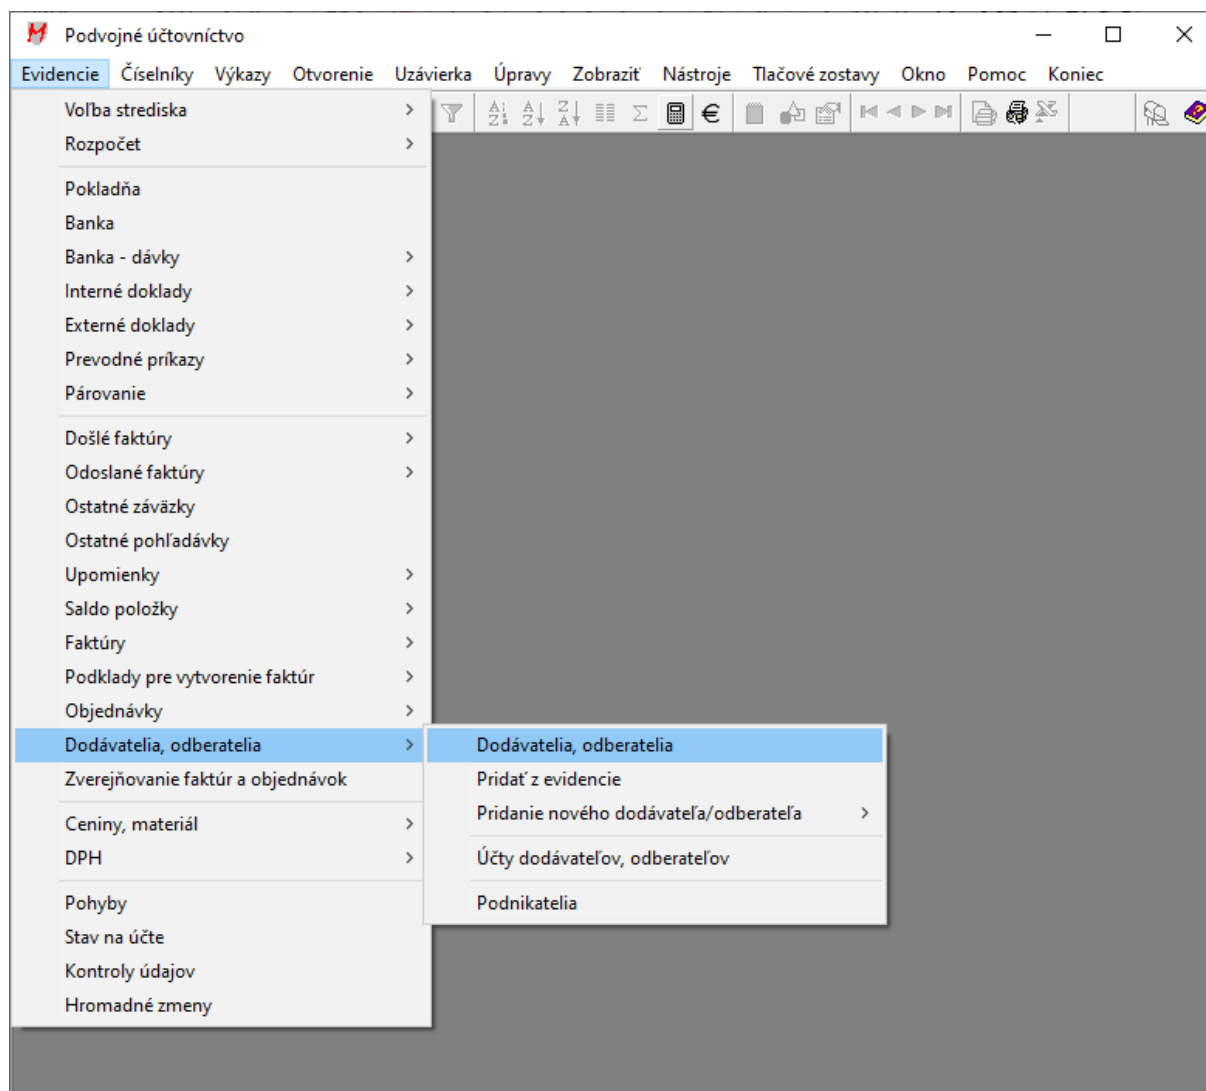 Podvojné účtovníctvo
Evidencie Číselníky Výkazy Otvorenie Uzávierka Úpravy Zobraziť Nástroje Tlačové zostavy Okno Pomoc Koniec
Voľba strediska
Rozpočet
Pokladňa
Banka
Banka - dávky
Interné doklady
Externé doklady
Prevodné príkazy
Párovanie
Došlé faktúry
Odoslané faktúry
Ostatné záväzky
Ostatné pohľadávky
Upomienky
Saldo položky
Faktúry
Podklady pre vytvorenie faktúr
Objednávky
Dodávatelia, odberatelia
Zverejňovanie faktúr a objednávok
Ceniny, materiál
DPH
Pohyby
Stav na účte
Kontroly údajov
Hromadné zmeny
Dodávatelia, odberatelia
Pridať z evidencie
Pridanie nového dodávateľa/odberateľa
Účty dodávateľov, odberateľov
Podnikatelia